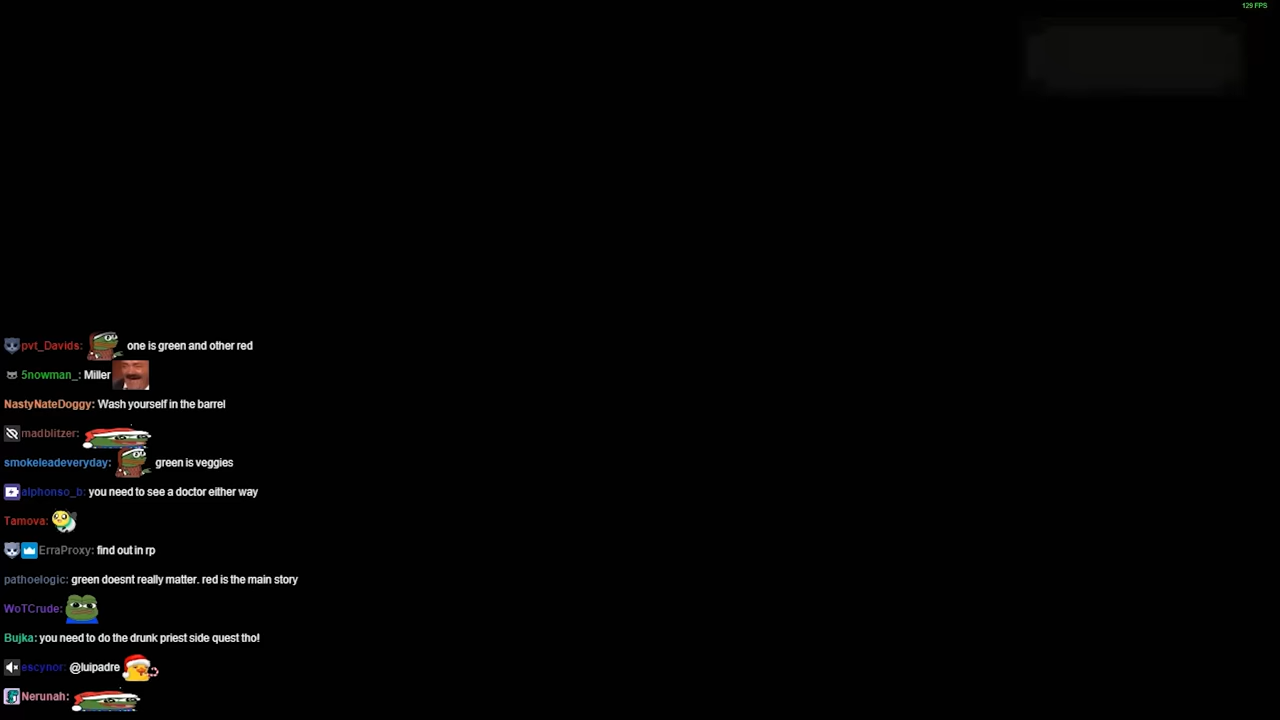 129 FPS
pvt_Davids: one is green and other red
5nowman_: Miller
NastyNateDoggy: Wash yourself in the barrel
madblitzer:
smokeleadeveryday: green is veggies
alphonso_b: you need to see a doctor either way
Tamova:
ErraProxy: find out in rp
pathoelogic: green doesnt really matter. red is the main story
WoTCrude:
Bujka: you need to do the drunk priest side quest tho!
escynor: @luipadre
Nerunah: